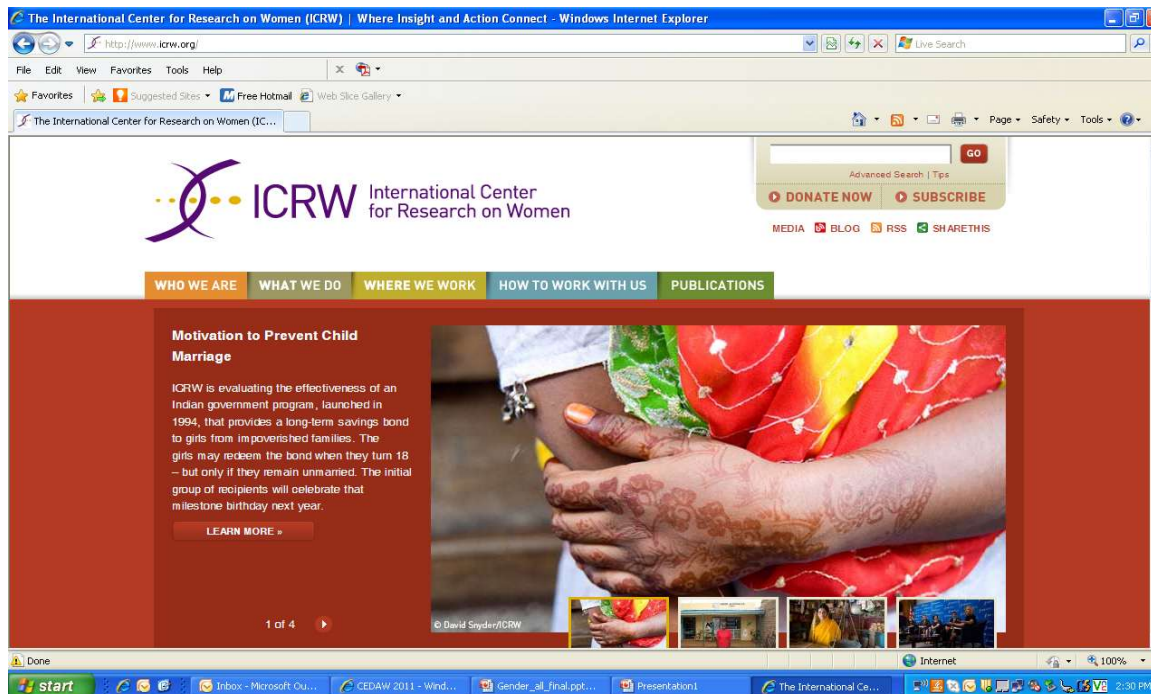 The International Center for Research on Women (ICRW) | Where Insight and Action Connect - Windows Internet Explorer
http://www.icrw.org/
Live Search
File Edit View Favorites Tools Help
Favorites Suggested Sites Free Hotmail Web Slice Gallery
The International Center for Research on Women (IC...
Page Safety Tools
GO
Advanced Search | Tips
DONATE NOW SUBSCRIBE
MEDIA BLOG RSS SHARETHIS
ICRW International Center
for Research on Women
WHO WE ARE WHAT WE DO WHERE WE WORK HOW TO WORK WITH US PUBLICATIONS
Motivation to Prevent Child
Marriage
ICRW is evaluating the effectiveness of an
Indian government program, launched in
1994, that provides a long-term savings bond
to girls from impoverished families. The
girls may redeem the bond when they turn 18
– but only if they remain unmarried. The initial
group of recipients will celebrate that
milestone birthday next year.
LEARN MORE »
1 of 4
© David Snyder/ICRW
Done Internet 100%
start Inbox - Microsoft Ou... CEDAW 2011 - Wind... Gender_all_final.ppt... Presentation1 The International Ce... 2:30 PM